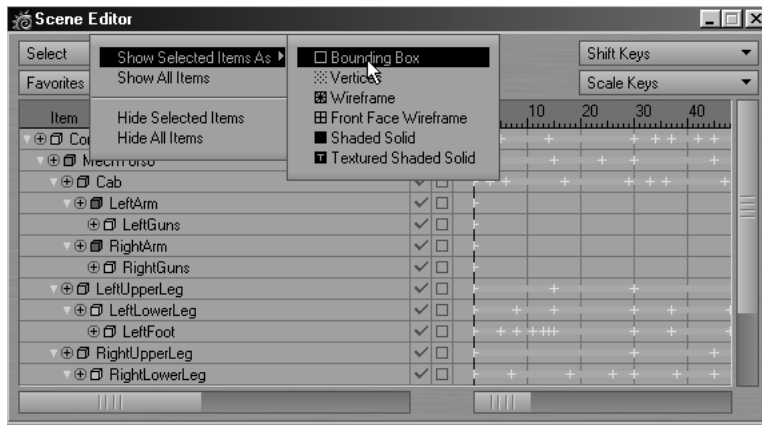 Scene Editor
Select
Shift Keys
Favorites
Scale Keys
Show Selected Items As
Show All Items
Hide Selected Items
Hide All Items
Bounding Box
Vertices
Wireframe
Front Face Wireframe
Shaded Solid
T Textured Shaded Solid
Item
10 20 30 40
Cab
LeftArm
LeftGuns
RightArm
RightGuns
LeftUpperLeg
LeftLowerLeg
LeftFoot
RightUpperLeg
RightLowerLeg